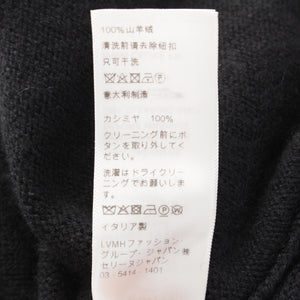 100%山羊绒
清洗前请去除纽扣
只可干洗
意大利制造
カシミヤ 100%
クリーニング前にボ
タンを取り外してく
ださい。
洗濯はドライクリー
ニングでお願いしま
す。
イタリア製
LVMHファッション
グループ・ジャパン㈱
セリーヌジャパン
03-5414-1401